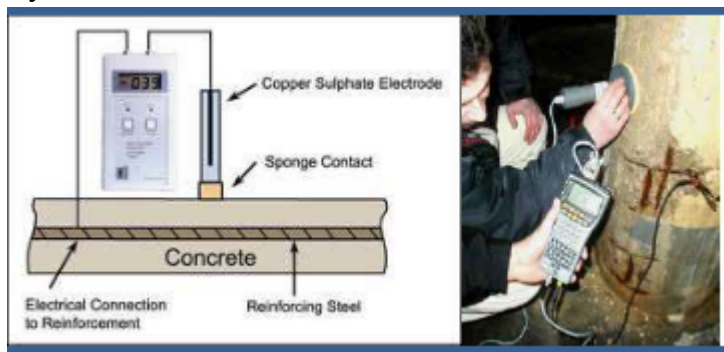 -035
Copper Sulphate Electrode
Sponge Contact
Concrete
Electrical Connection
to Reinforcement
Reinforcing Steel